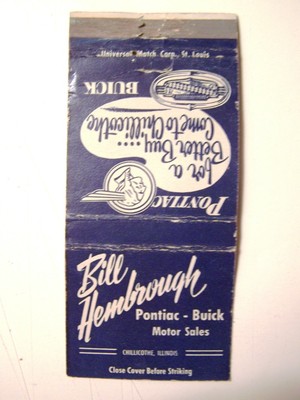 Universal Match Corp., St. Louis
BUICK
for a
Better Buy....
Come to Chillicothe
PONTIAC
Bill
Hembrough
Pontiac - Buick
Motor Sales
CHILLICOTHE, ILLINOIS
Close Cover Before Striking